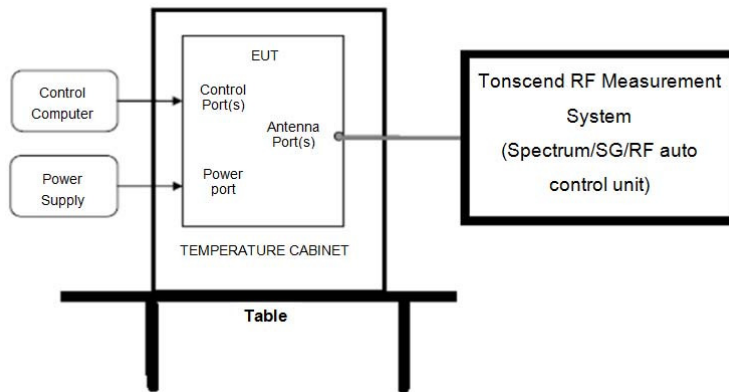 EUT
Control
Computer
Control
Port(s)
Antenna
Port(s)
Power
Supply
Power
port
TEMPERATURE CABINET
Table
Tonscend RF Measurement
System
(Spectrum/SG/RF auto
control unit)